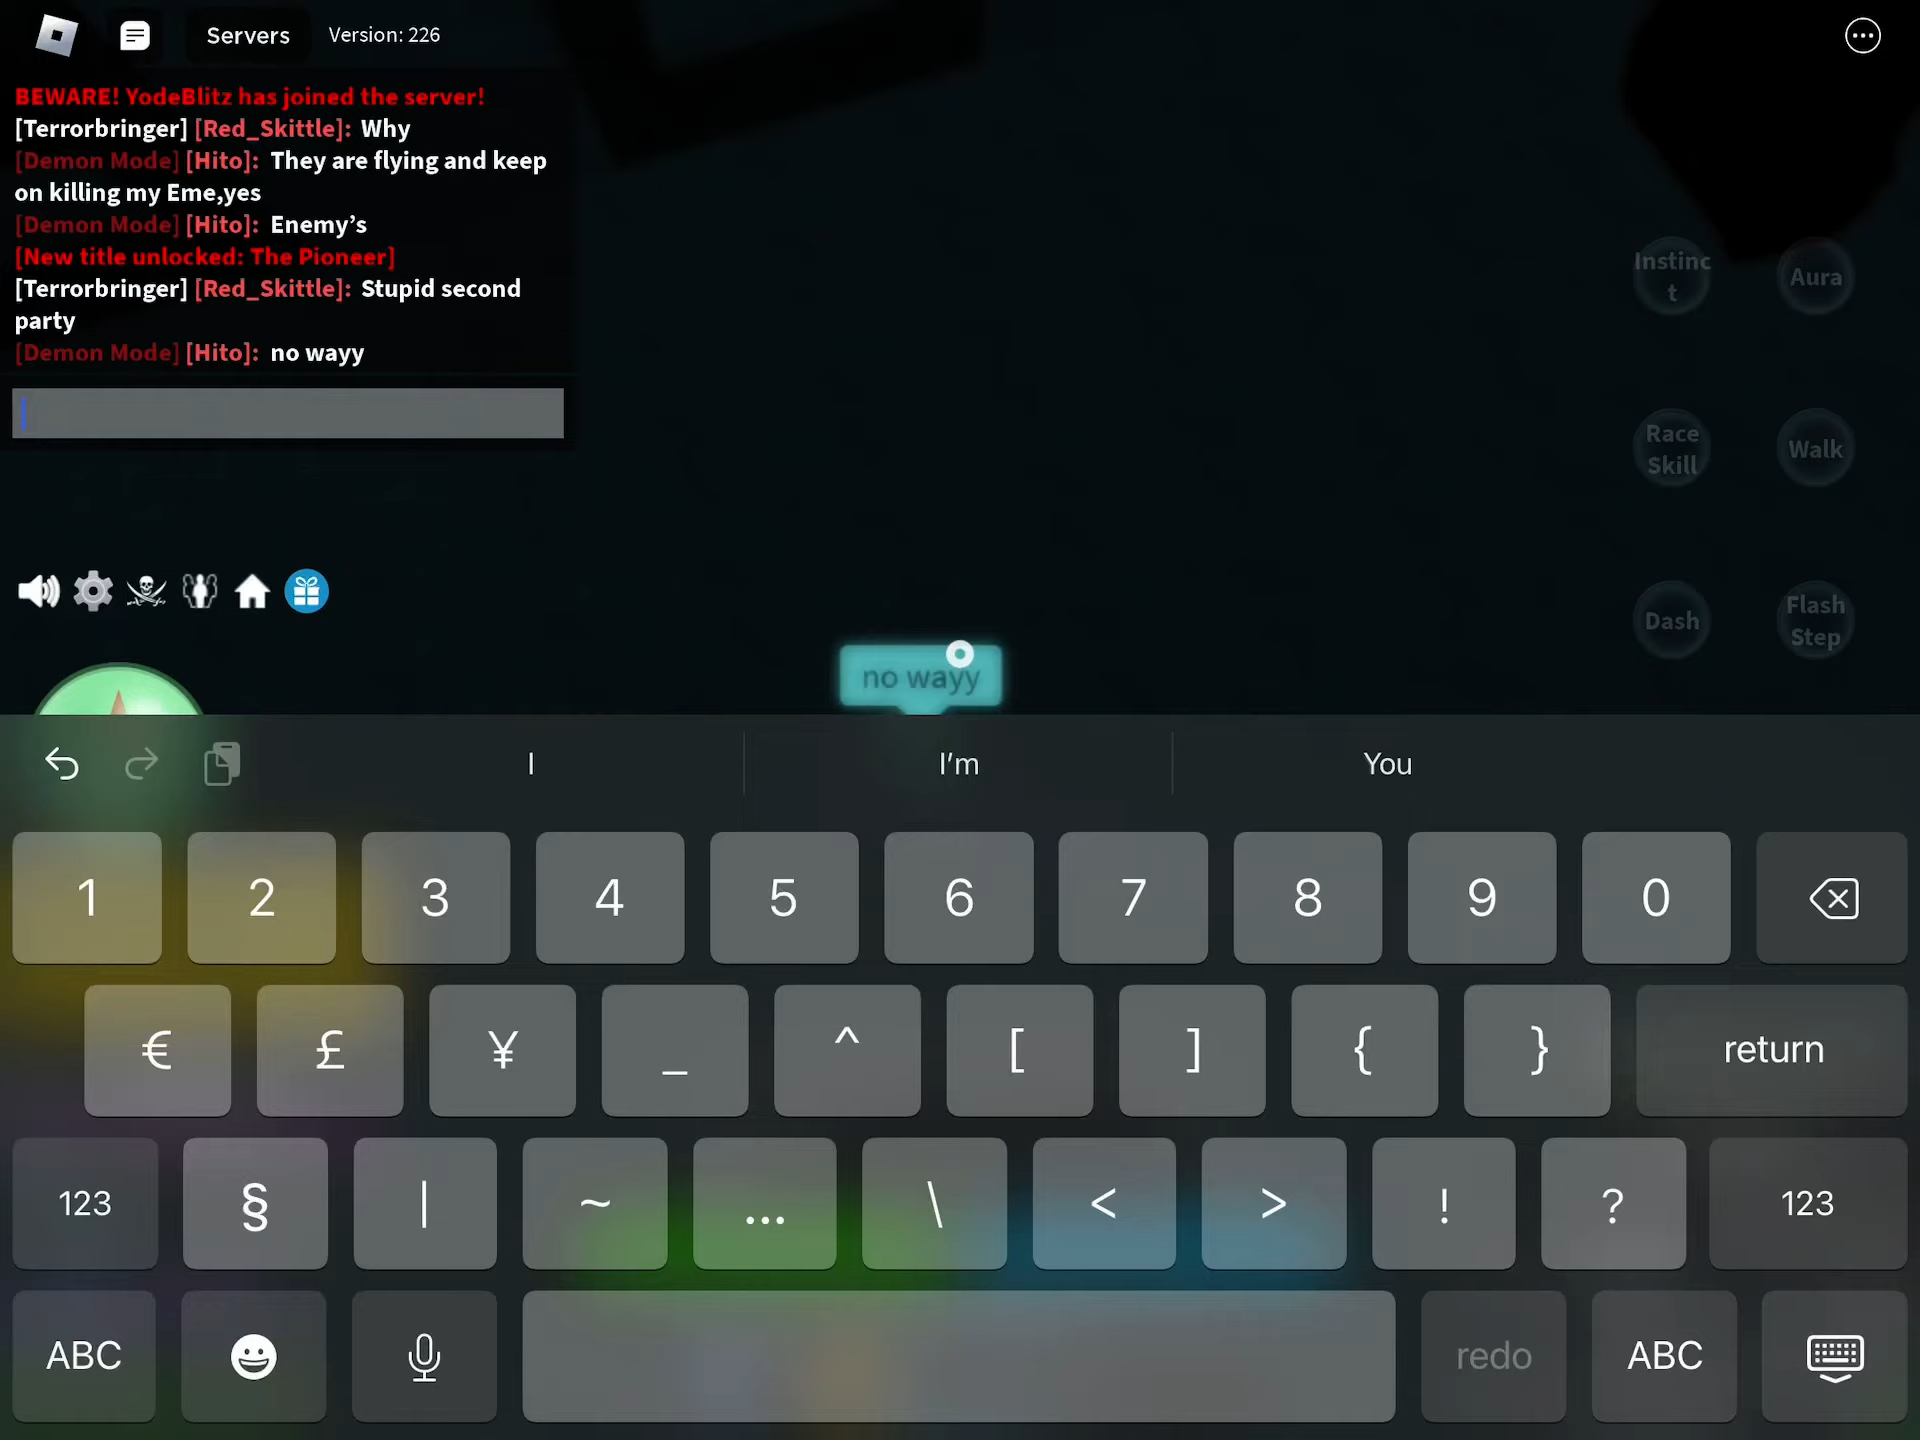 Servers Version: 226
BEWARE! YodeBlitz has joined the server!
[Terrorbringer] [Red_Skittle]: Why
[Demon Mode] [Hito]: They are flying and keep
on killing my Eme,yes
[Demon Mode] [Hito]: Enemy’s
[New title unlocked: The Pioneer]
[Terrorbringer] [Red_Skittle]: Stupid second
party
[Demon Mode] [Hito]: no wayy
Instinc
t
Aura
Race
Skill
Walk
Dash
Flash
Step
no wayy
I I’m You
1 2 3 4 5 6 7 8 9 0
€ £ ¥ _ ^ [ ] { } return
123 § | ~ … \ < > ! ? 123
ABC redo ABC